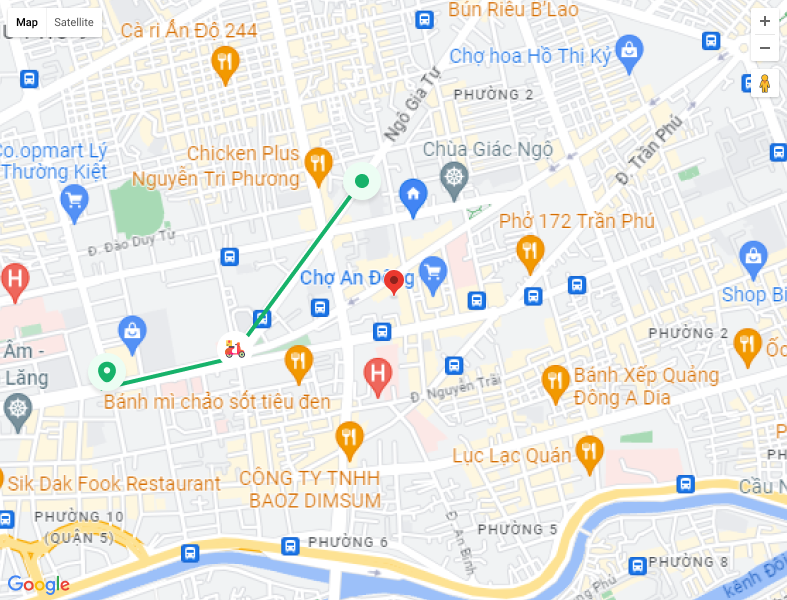 Map
Satellite
Cà ri Ấn Độ 244
Bún Riêu B'Lao
Chợ hoa Hồ Thị Kỷ
Ngô Gia Tự
PHƯỜNG 2
Co.opmart Lý
Thường Kiệt
Chicken Plus
Nguyễn Tri Phương
Chùa Giác Ngộ
Đ. Trần Phú
Phở 172 Trần Phú
Đ. Đào Duy Từ
Chợ An Đông
Shop Bi
PHƯỜNG 2
Âm -
Lăng
Bánh mì chảo sốt tiêu đen
Đ. Nguyễn Trãi
Bánh Xếp Quảng
Đông A Dia
Lục Lạc Quán
Sik Dak Fook Restaurant
CÔNG TY TNHH
BAOZ DIMSUM
PHƯỜNG 10
(QUẬN 5)
PHƯỜNG 6
Đ. An Bình
PHƯỜNG 5
Cầu N
PHƯỜNG 8
kênh Đôi
Google